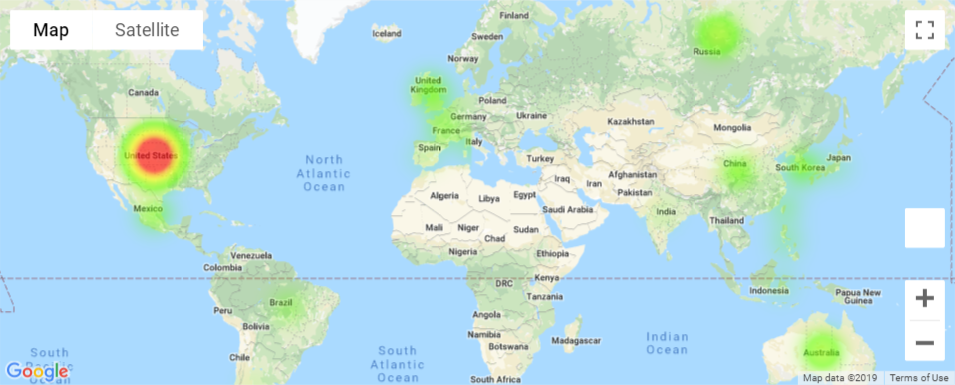 Map
Satellite
Iceland
Finland
Sweden
Norway
Russia
Canada
United
Kingdom
Poland
Germany
Ukraine
France
Kazakhstan
Mongolia
United States
Italy
Spain
Turkey
China
South Korea
Japan
North
Atlantic
Ocean
Iraq
Iran
Afghanistan
Pakistan
Algeria
Libya
Egypt
Saudi Arabia
India
Mexico
Mali
Niger
Chad
Sudan
Thailand
Nigeria
Ethiopia
Venezuela
Colombia
Kenya
DRC
Indonesia
Papua New
Guinea
Brazil
Tanzania
Peru
Angola
Bolivia
Namibia
Botswana
Madagascar
Indian
Ocean
Chile
South
Pacific
Ocean
South
Atlantic
Ocean
Australia
South Africa
Google
Map data ©2019
Terms of Use